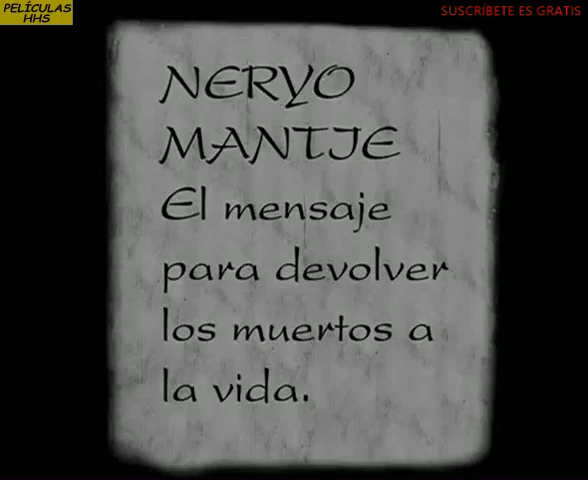 PELÍCULAS
HHS
SUSCRÍBETE ES GRATIS
NERYO
MANTJE
El mensaje
para devolver
los muertos a
la vida.